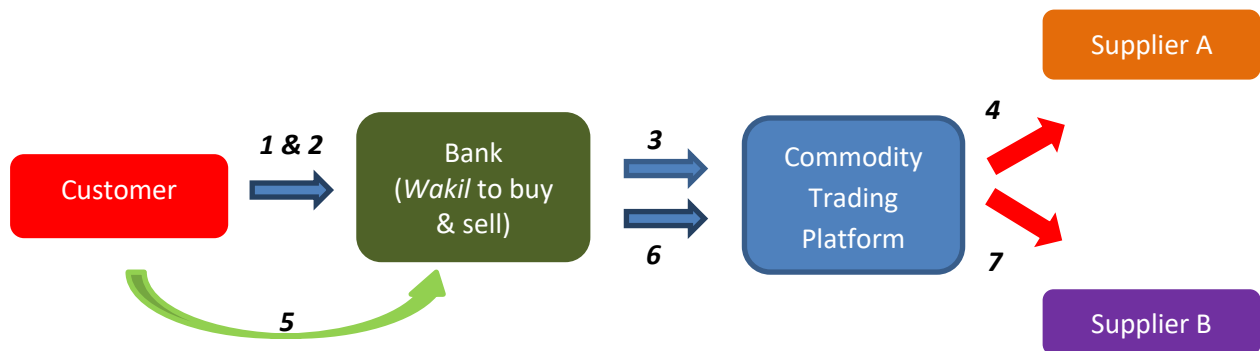 Supplier A
4
1 & 2
3
Customer
Bank
(Wakil to buy
& sell)
Commodity
Trading
Platform
6
7
5
Supplier B